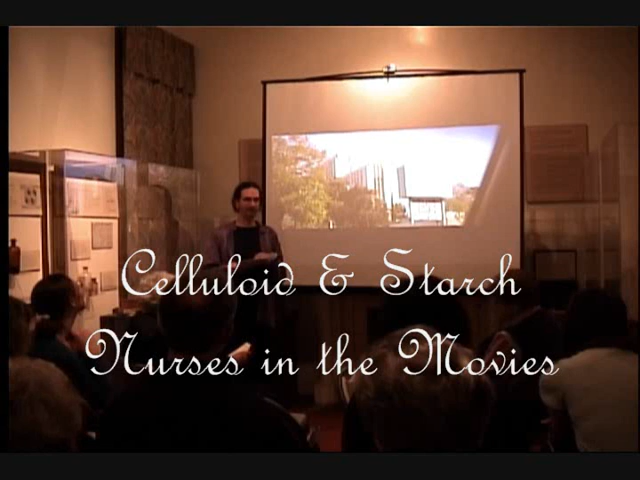 Celluloid & Starch
Nurses in the Movies